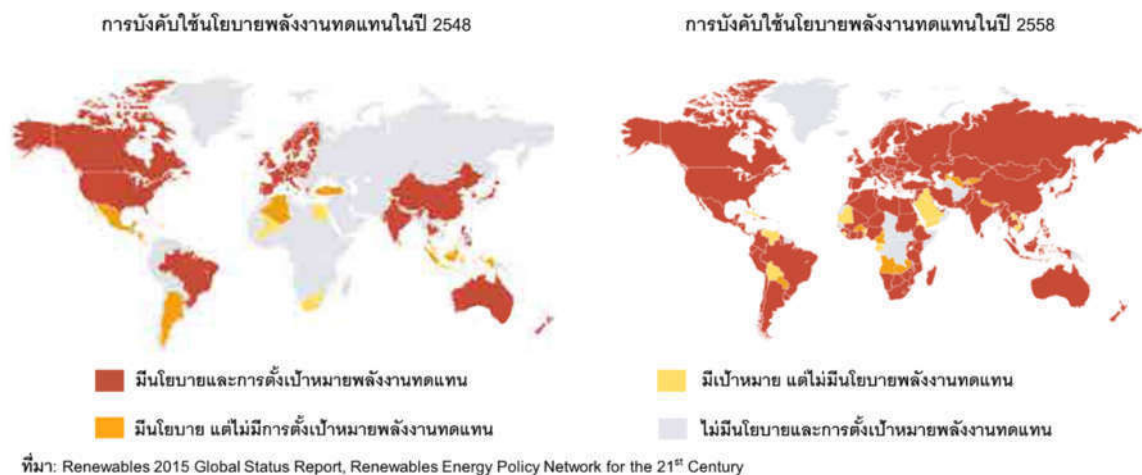 การบังคับใช้นโยบายพลังงานทดแทนในปี 2548
การบังคับใช้นโยบายพลังงานทดแทนในปี 2558
มีนโยบายและการตั้งเป้าหมายพลังงานทดแทน
มีเป้าหมาย แต่ไม่มีนโยบายพลังงานทดแทน
มีนโยบาย แต่ไม่มีการตั้งเป้าหมายพลังงานทดแทน
ไม่มีนโยบายและการตั้งเป้าหมายพลังงานทดแทน
ที่มา: Renewables 2015 Global Status Report, Renewables Energy Policy Network for the 21st Century